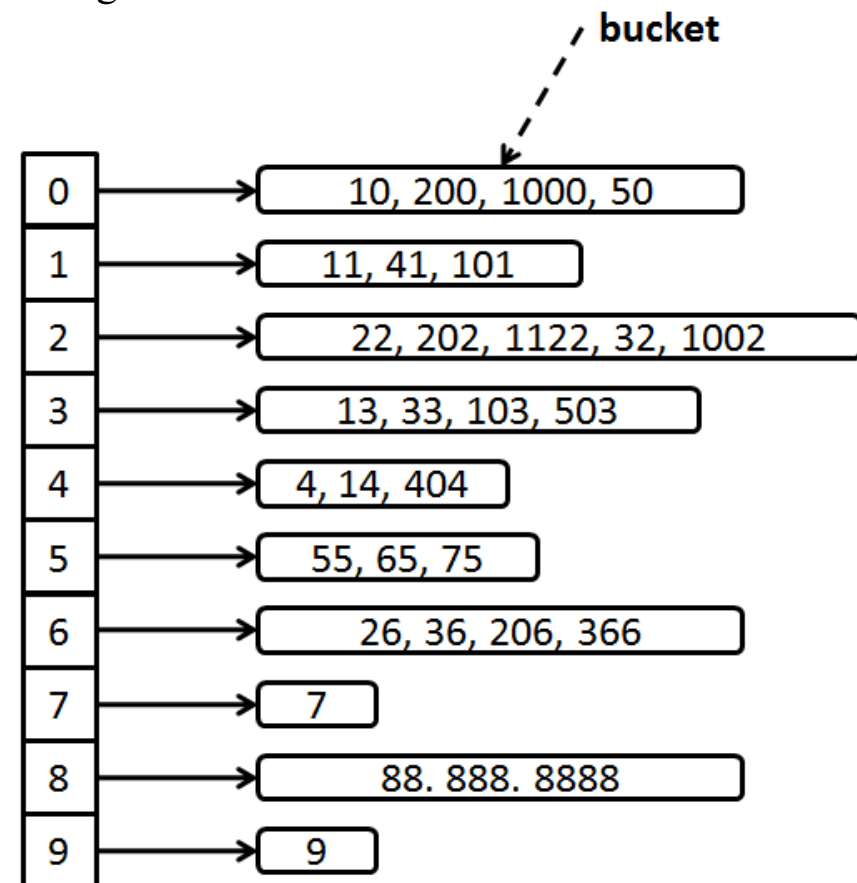 bucket
0 10, 200, 1000, 50
1 11, 41, 101
2 22, 202, 1122, 32, 1002
3 13, 33, 103, 503
4 4, 14, 404
5 55, 65, 75
6 26, 36, 206, 366
7 7
8 88. 888. 8888
9 9